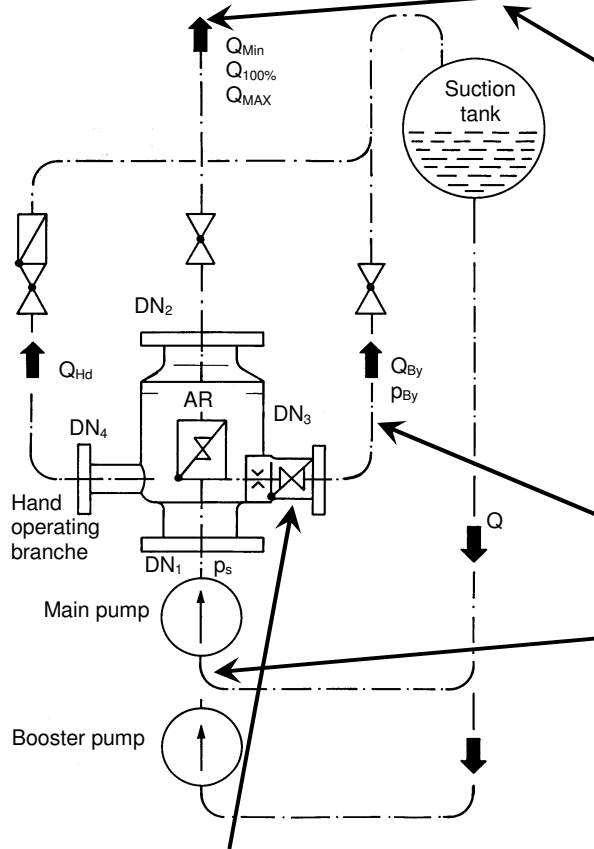 Q_Min
Q_100%
Q_MAX
Suction
tank
DN_2
Q_Hd
Q_By
p_By
AR
DN_3
DN_4
Hand
operating
branche
Q
DN_1
p_s
Main pump
Booster pump